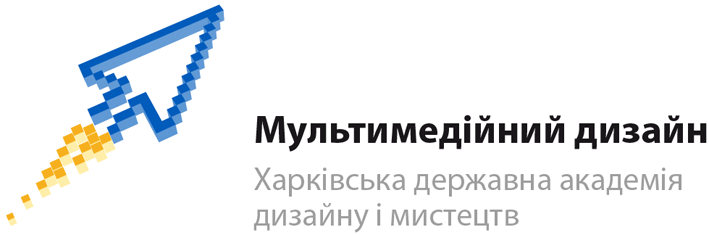 Мультимедійний дизайн
Харківська державна академія
дизайну і мистецтв